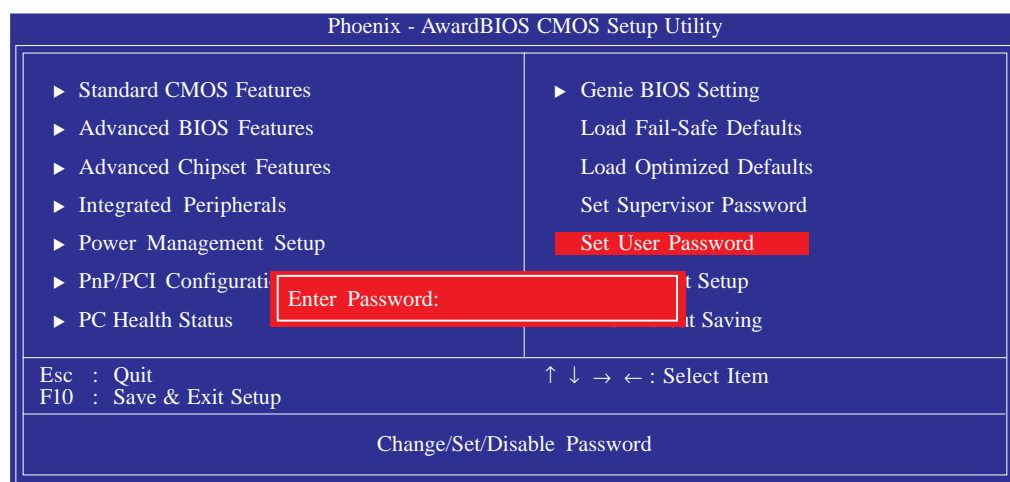 Phoenix - AwardBIOS CMOS Setup Utility
▶ Standard CMOS Features
▶ Advanced BIOS Features
▶ Advanced Chipset Features
▶ Integrated Peripherals
▶ Power Management Setup
▶ PnP/PCI Configurati
▶ PC Health Status
▶ Genie BIOS Setting
Load Fail-Safe Defaults
Load Optimized Defaults
Set Supervisor Password
Set User Password
t Setup
Saving
Enter Password:
Esc : Quit
F10 : Save & Exit Setup
↑ ↓ → ← : Select Item
Change/Set/Disable Password